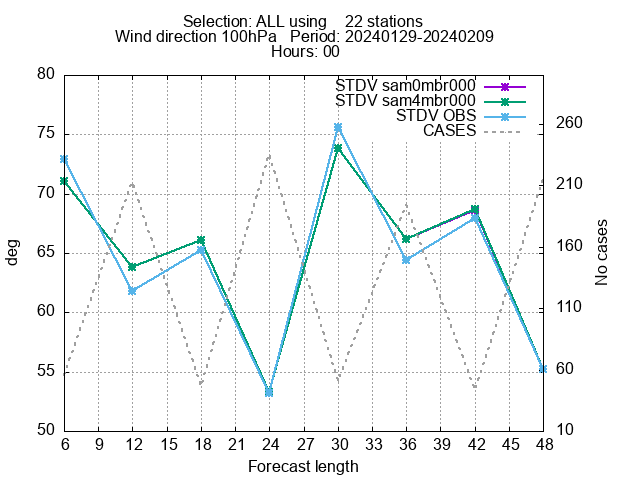 Selection: ALL using    22 stations
Wind direction 100hPa   Period: 20240129-20240209
Hours: 00
STDV sam0mbr000
STDV sam4mbr000
STDV OBS
CASES
80
75
70
65
60
55
50
deg
260
210
160
110
60
10
No cases
6 9 12 15 18 21 24 27 30 33 36 39 42 45 48
Forecast length